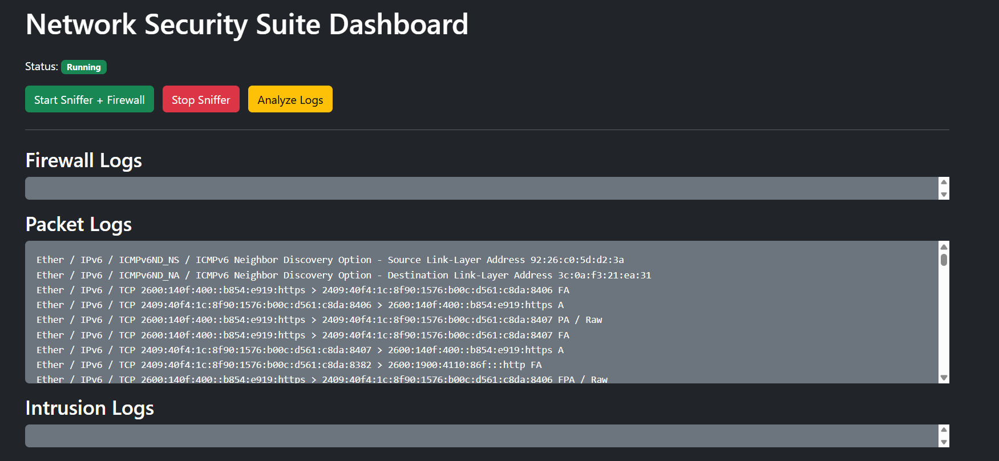 Network Security Suite Dashboard
Status: Running
Start Sniffer + Firewall Stop Sniffer Analyze Logs
Firewall Logs
Packet Logs
Ether / IPv6 / ICMPv6ND_NS / ICMPv6 Neighbor Discovery Option - Source Link-Layer Address 92:26:c0:5d:d2:3a
Ether / IPv6 / ICMPv6ND_NA / ICMPv6 Neighbor Discovery Option - Destination Link-Layer Address 3c:0a:f3:21:ea:31
Ether / IPv6 / TCP 2600:140f:400::b854:e919:https > 2409:40f4:1c:8f90:1576:b00c:d561:c8da:8406 FA
Ether / IPv6 / TCP 2409:40f4:1c:8f90:1576:b00c:d561:c8da:8406 > 2600:140f:400::b854:e919:https A
Ether / IPv6 / TCP 2600:140f:400::b854:e919:https > 2409:40f4:1c:8f90:1576:b00c:d561:c8da:8407 PA / Raw
Ether / IPv6 / TCP 2600:140f:400::b854:e919:https > 2409:40f4:1c:8f90:1576:b00c:d561:c8da:8407 FA
Ether / IPv6 / TCP 2409:40f4:1c:8f90:1576:b00c:d561:c8da:8407 > 2600:140f:400::b854:e919:https A
Ether / IPv6 / TCP 2409:40f4:1c:8f90:1576:b00c:d561:c8da:8382 > 2600:1900:4110:86f:::http FA
Ether / IPv6 / TCP 2600:140f:400::b854:e919:https > 2409:40f4:1c:8f90:1576:b00c:d561:c8da:8406 FPA / Raw
Intrusion Logs